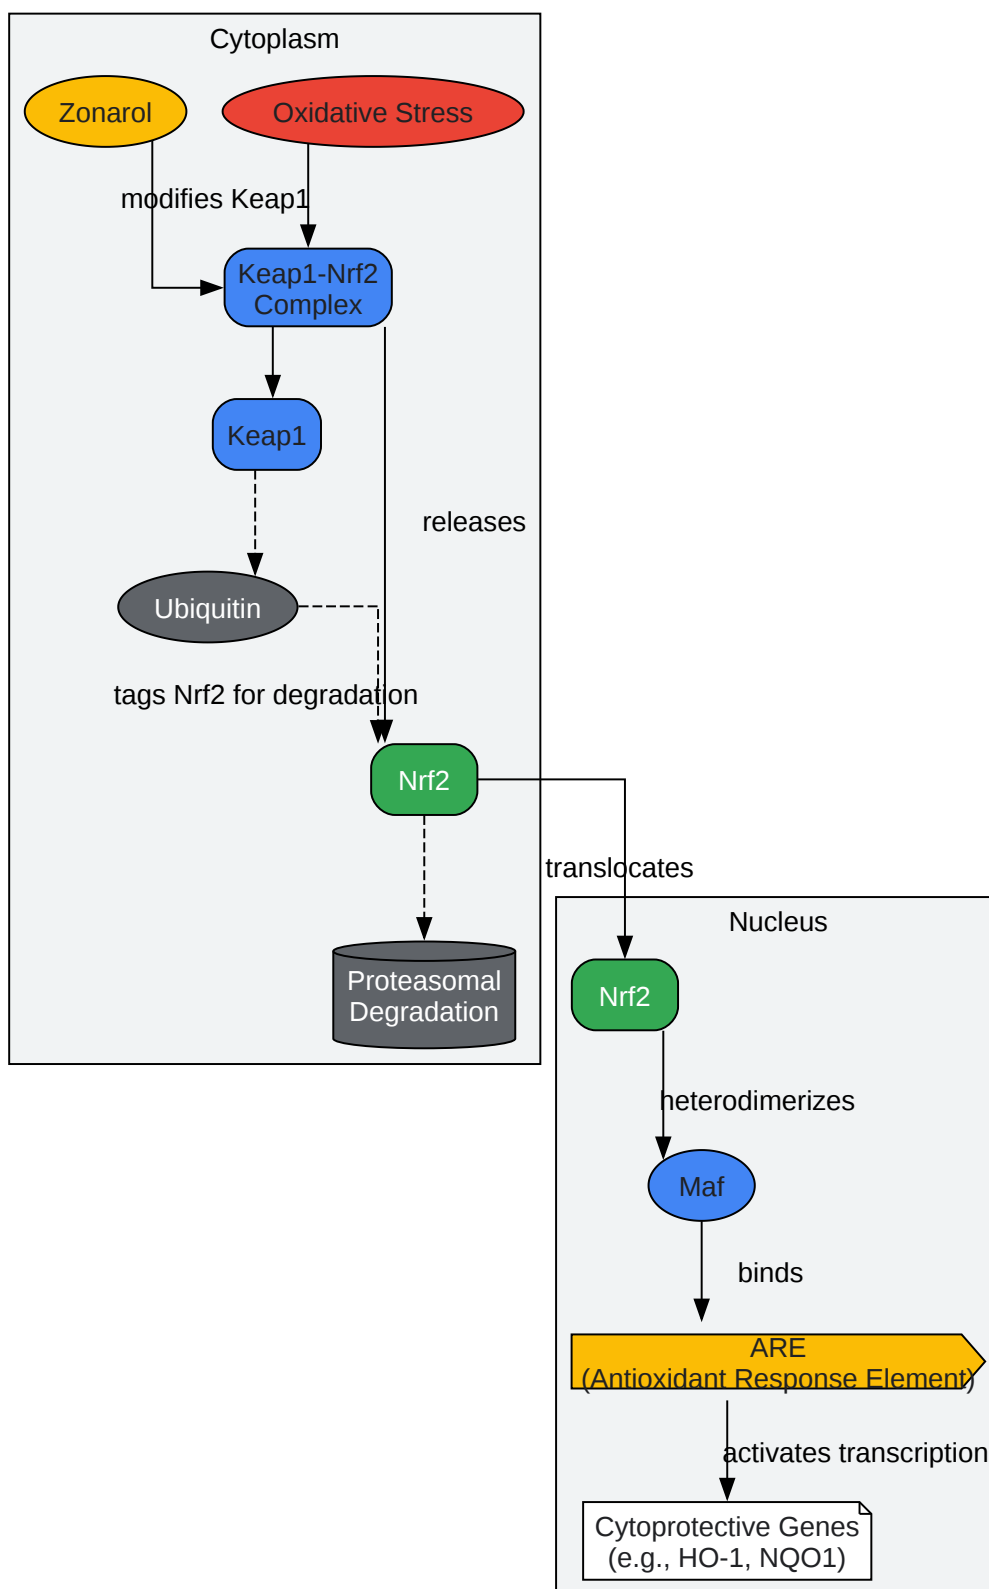 Cytoplasm
Zonarol
Oxidative Stress
modifies Keap1
Keap1-Nrf2
Complex
Keap1
releases
Ubiquitin
tags Nrf2 for degradation
Nrf2
translocates
Proteasomal
Degradation
Nucleus
Nrf2
heterodimerizes
Maf
binds
ARE
(Antioxidant Response Element)
activates transcription
Cytoprotective Genes
(e.g., HO-1, NQO1)